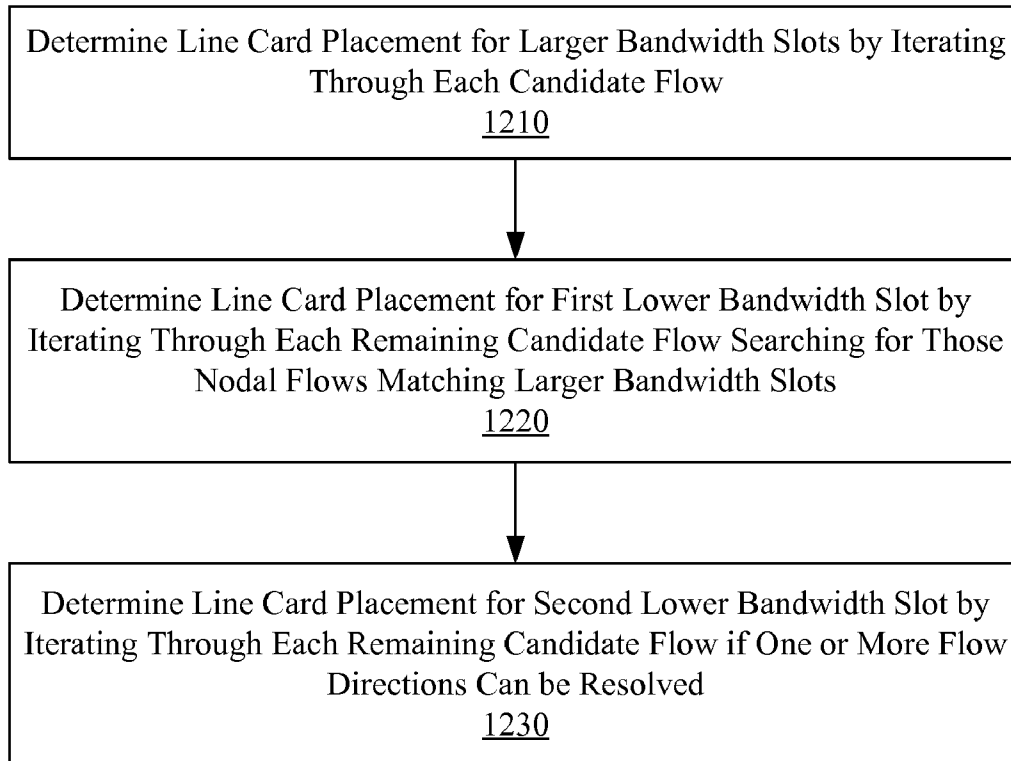 Determine Line Card Placement for Larger Bandwidth Slots by Iterating
Through Each Candidate Flow
1210
Determine Line Card Placement for First Lower Bandwidth Slot by
Iterating Through Each Remaining Candidate Flow Searching for Those
Nodal Flows Matching Larger Bandwidth Slots
1220
Determine Line Card Placement for Second Lower Bandwidth Slot by
Iterating Through Each Remaining Candidate Flow if One or More Flow
Directions Can be Resolved
1230